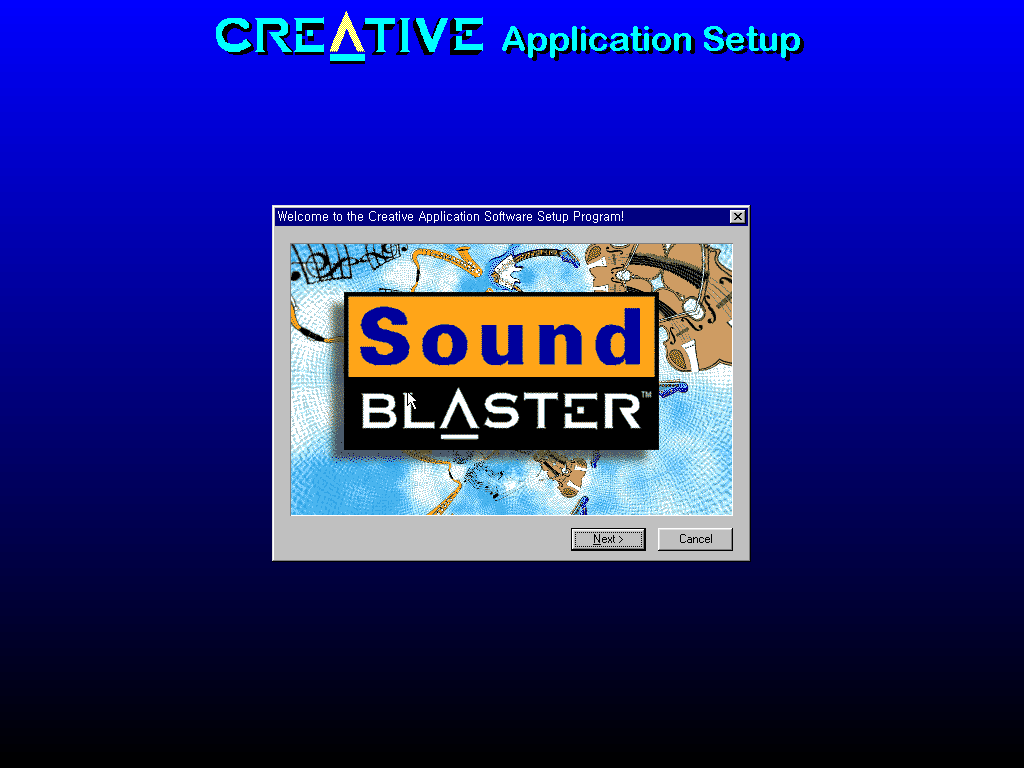 CREATIVE Application Setup
Welcome to the Creative Application Software Setup Program!
Sound
BLASTER™
Next >
Cancel